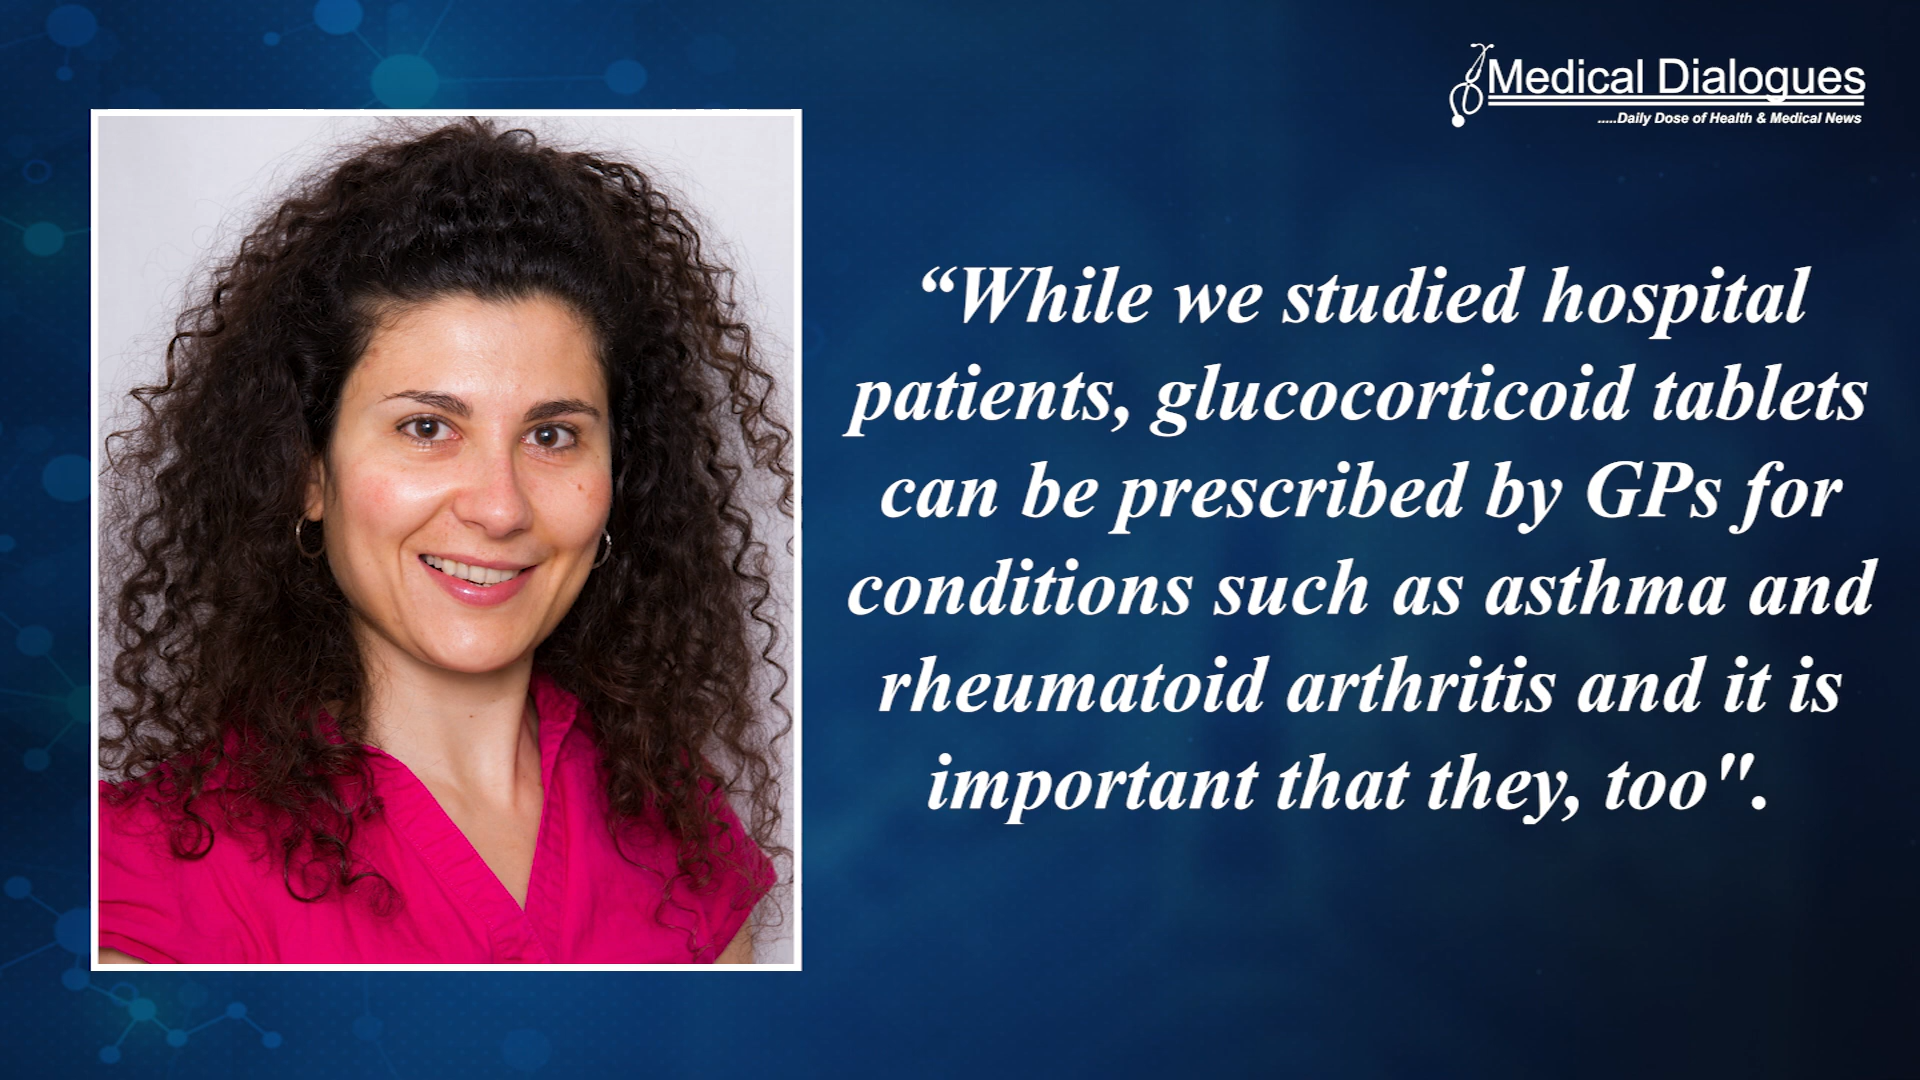 Medical Dialogues
.....Daily Dose of Health & Medical News
“While we studied hospital
patients, glucocorticoid tablets
can be prescribed by GPs for
conditions such as asthma and
rheumatoid arthritis and it is
important that they, too".